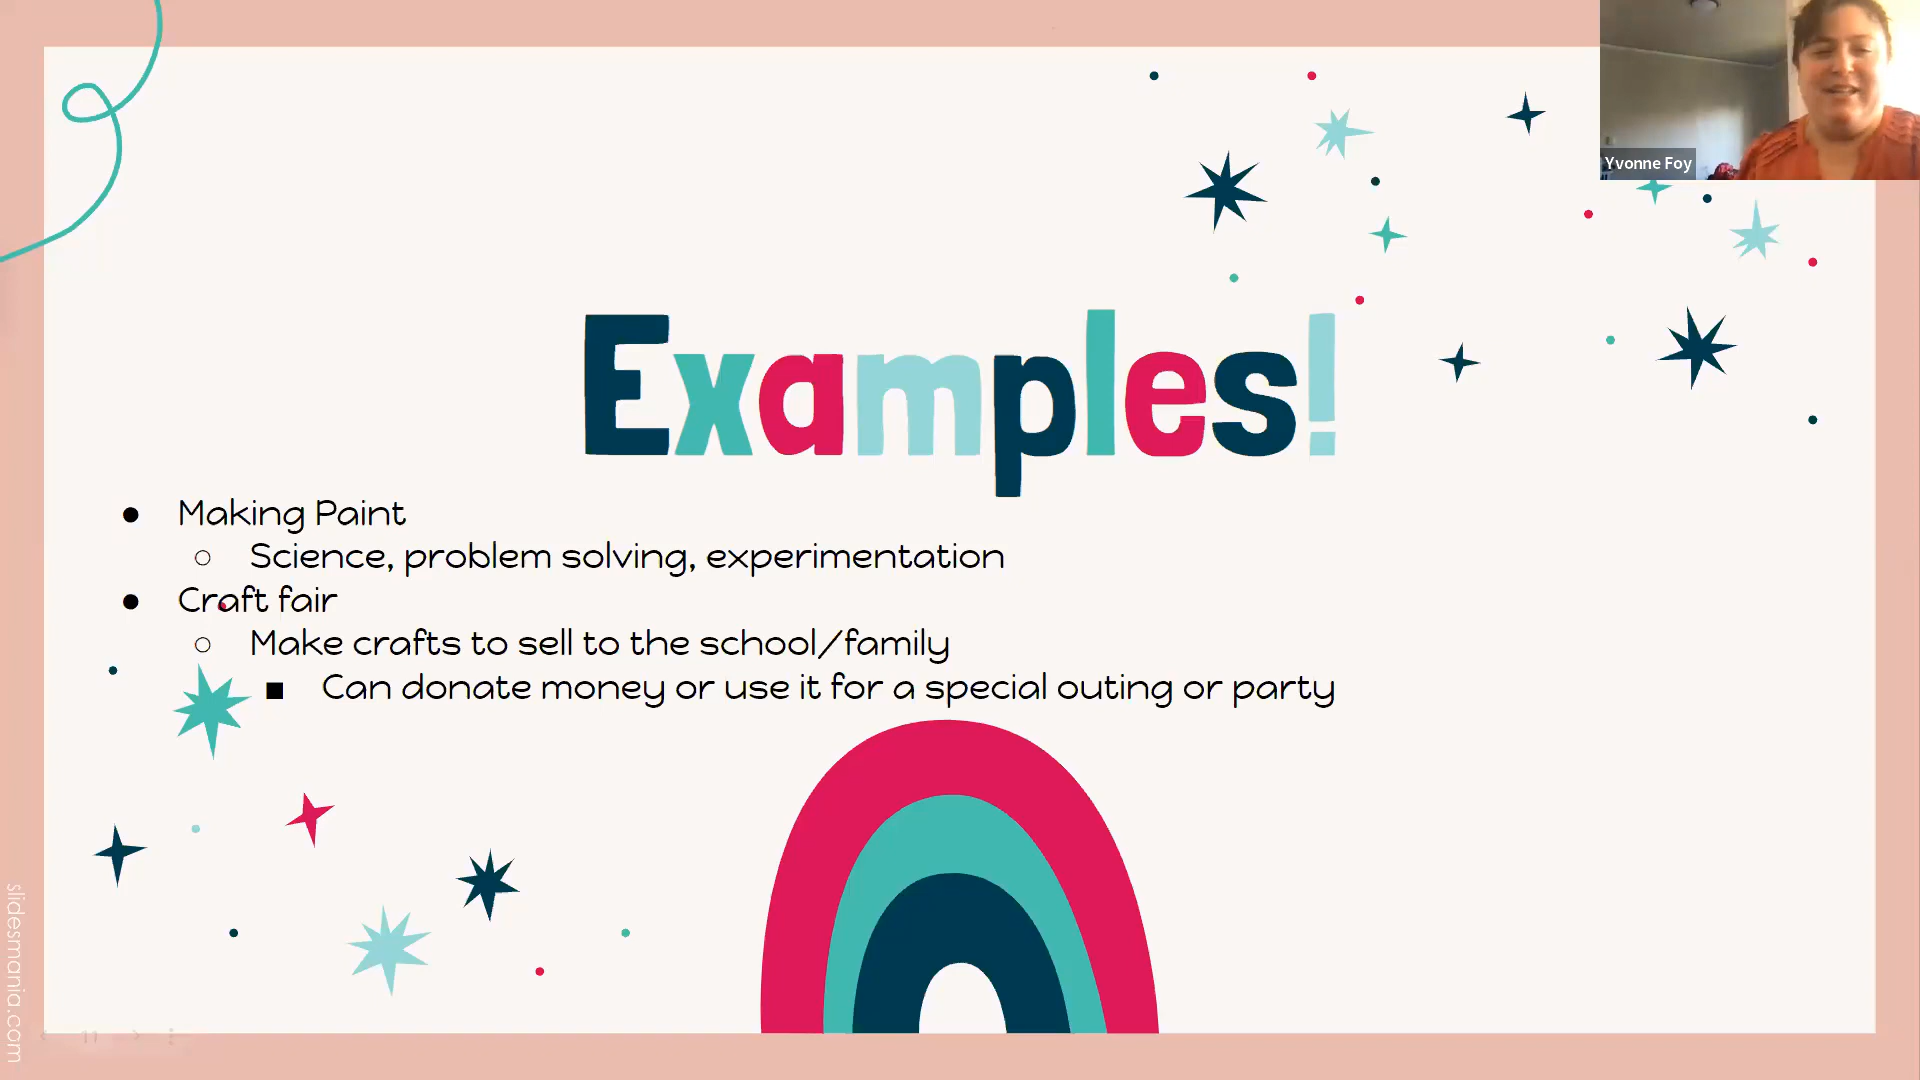 Yvonne Foy
Examples!
Making Paint
Science, problem solving, experimentation
Craft fair
Make crafts to sell to the school/family
Can donate money or use it for a special outing or party
slidesmania.com
11